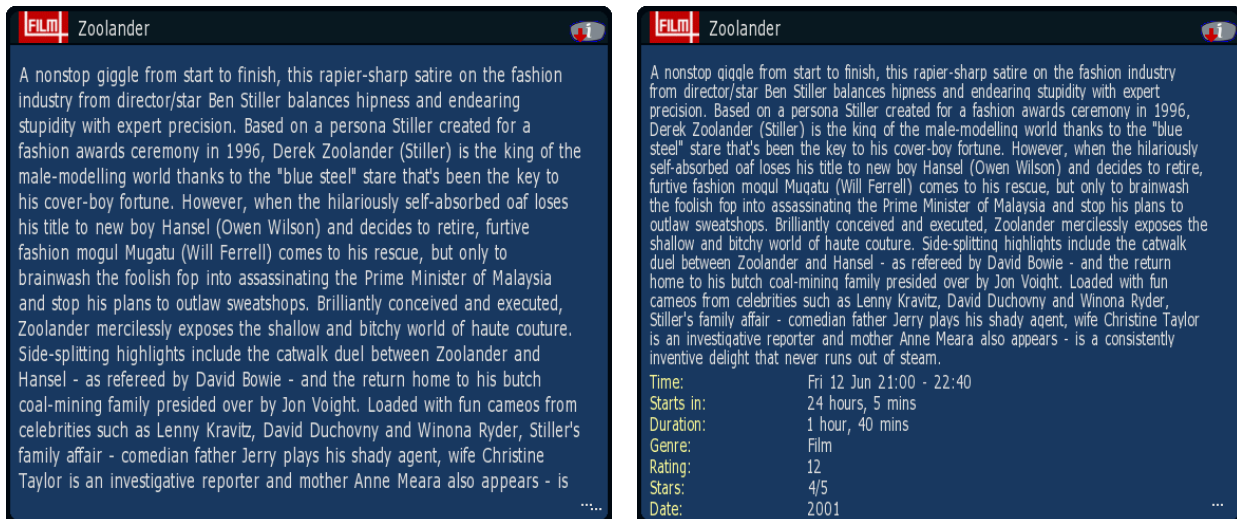 FILM4 Zoolander
A nonstop giggle from start to finish, this rapier-sharp satire on the fashion
industry from director/star Ben Stiller balances hipness and endearing
stupidity with expert precision. Based on a persona Stiller created for a
fashion awards ceremony in 1996, Derek Zoolander (Stiller) is the king of the
male-modelling world thanks to the "blue steel" stare that's been the key to
his cover-boy fortune. However, when the hilariously self-absorbed oaf loses
his title to new boy Hansel (Owen Wilson) and decides to retire, furtive
fashion mogul Mugatu (Will Ferrell) comes to his rescue, but only to
brainwash the foolish fop into assassinating the Prime Minister of Malaysia
and stop his plans to outlaw sweatshops. Brilliantly conceived and executed,
Zoolander mercilessly exposes the shallow and bitchy world of haute couture.
Side-splitting highlights include the catwalk duel between Zoolander and
Hansel - as refereed by David Bowie - and the return home to his butch
coal-mining family presided over by Jon Voight. Loaded with fun cameos from
celebrities such as Lenny Kravitz, David Duchovny and Winona Ryder, Stiller's
family affair - comedian father Jerry plays his shady agent, wife Christine
Taylor is an investigative reporter and mother Anne Meara also appears - is
......
FILM4 Zoolander
A nonstop giggle from start to finish, this rapier-sharp satire on the fashion industry
from director/star Ben Stiller balances hipness and endearing stupidity with expert
precision. Based on a persona Stiller created for a fashion awards ceremony in 1996,
Derek Zoolander (Stiller) is the king of the male-modelling world thanks to the "blue
steel" stare that's been the key to his cover-boy fortune. However, when the hilariously
self-absorbed oaf loses his title to new boy Hansel (Owen Wilson) and decides to retire,
furtive fashion mogul Mugatu (Will Ferrell) comes to his rescue, but only to brainwash
the foolish fop into assassinating the Prime Minister of Malaysia and stop his plans to
outlaw sweatshops. Brilliantly conceived and executed, Zoolander mercilessly exposes the
shallow and bitchy world of haute couture. Side-splitting highlights include the catwalk
duel between Zoolander and Hansel - as refereed by David Bowie - and the return
home to his butch coal-mining family presided over by Jon Voight. Loaded with fun
cameos from celebrities such as Lenny Kravitz, David Duchovny and Winona Ryder,
Stiller's family affair - comedian father Jerry plays his shady agent, wife Christine Taylor
is an investigative reporter and mother Anne Meara also appears - is a consistently
inventive delight that never runs out of steam.
Time: Fri 12 Jun 21:00 - 22:40
Starts in: 24 hours, 5 mins
Duration: 1 hour, 40 mins
Genre: Film
Rating: 12
Stars: 4/5
Date: 2001
...